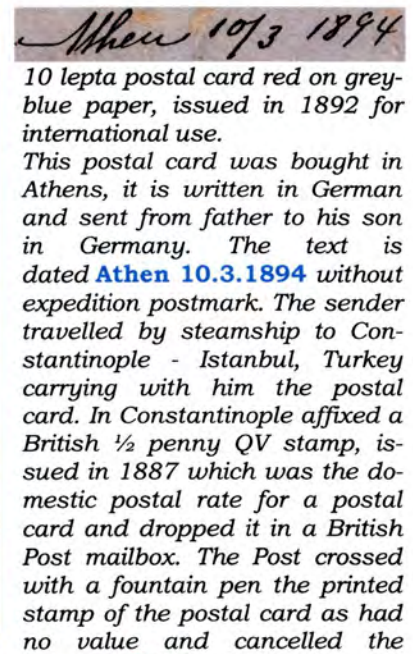 Athen 10/3 1894
10 lepta postal card red on grey-
blue paper, issued in 1892 for
international use.
This postal card was bought in
Athens, it is written in German
and sent from father to his son
in Germany. The text is
dated Athen 10.3.1894 without
expedition postmark. The sender
travelled by steamship to Con-
stantinople - Istanbul, Turkey
carrying with him the postal
card. In Constantinople affixed a
British ½ penny QV stamp, is-
sued in 1887 which was the do-
mestic postal rate for a postal
card and dropped it in a British
Post mailbox. The Post crossed
with a fountain pen the printed
stamp of the postal card as had
no value and cancelled the